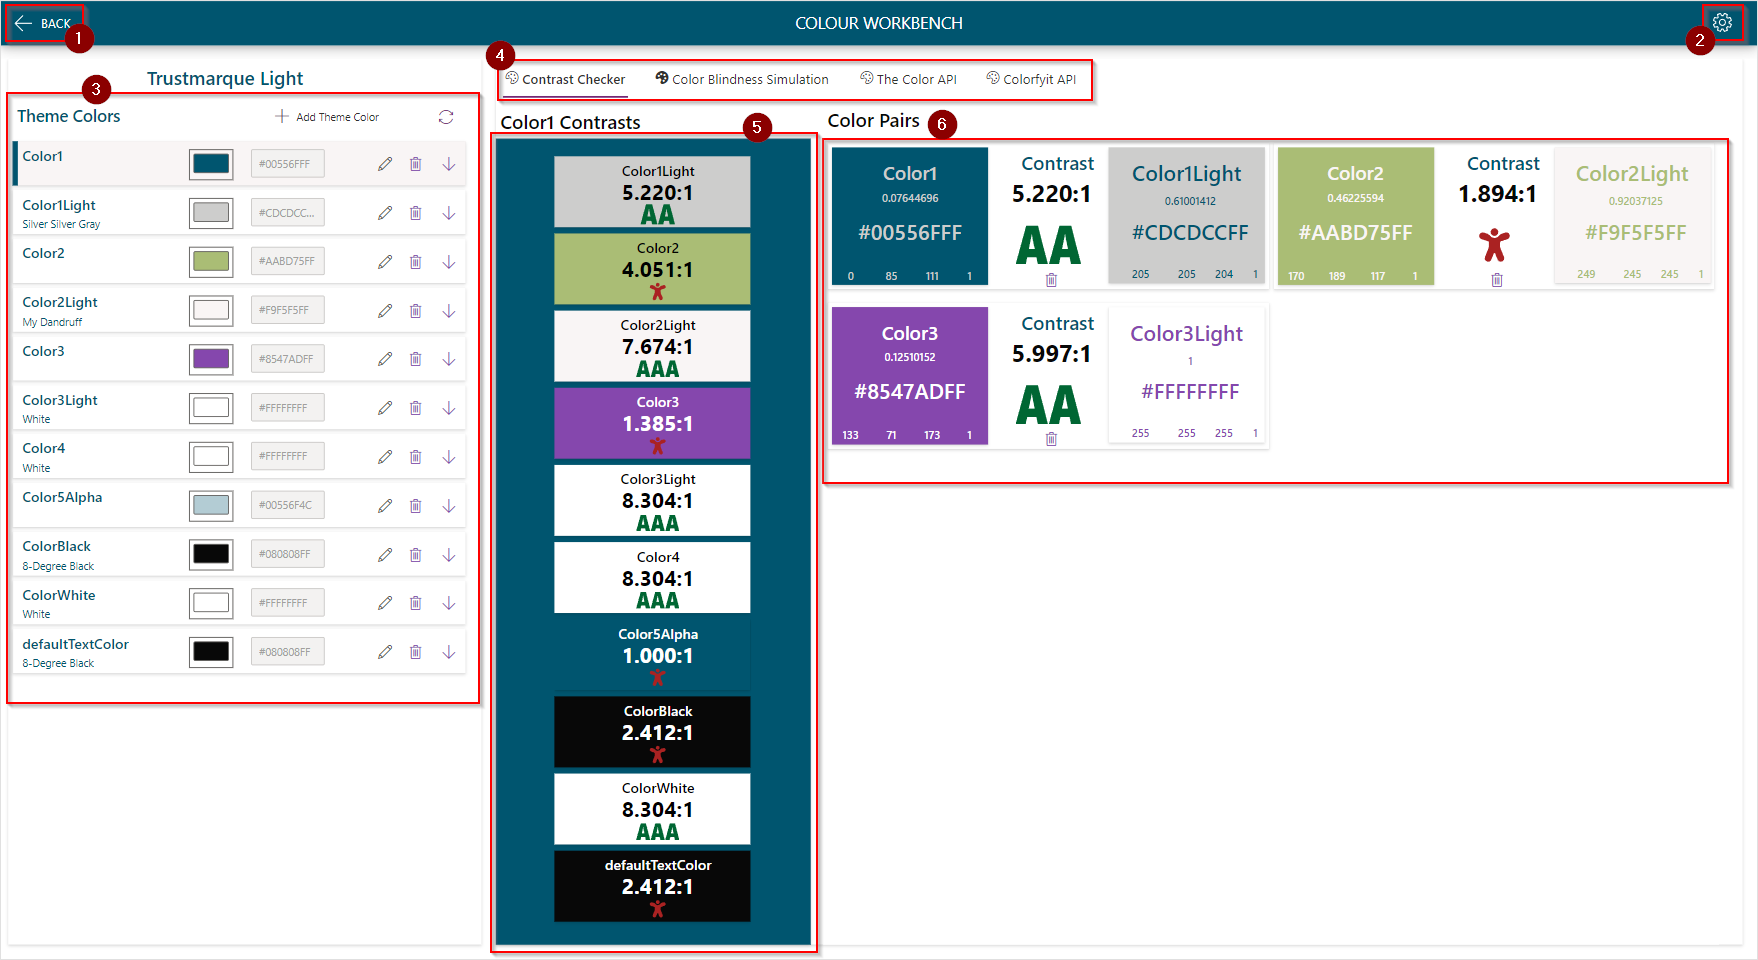 BACK
COLOUR WORKBENCH
1
2
Trustmarque Light
3
Theme Colors
Add Theme Color
Color1
#00556FFF
Color1Light
Silver Silver Gray
#CDCDCC...
Color2
#AABD75FF
Color2Light
My Dandruff
#F9F5F5FF
Color3
#8547ADFF
Color3Light
White
#FFFFFFFF
Color4
White
#FFFFFFFF
Color5Alpha
#00556F4C
ColorBlack
8-Degree Black
#080808FF
ColorWhite
White
#FFFFFFFF
defaultTextColor
8-Degree Black
#080808FF
4
Contrast Checker
Color Blindness Simulation
The Color API
Colorfyit API
Color1 Contrasts
5
Color1Light
5.220:1
AA
Color2
4.051:1
Color2Light
7.674:1
AAA
Color3
1.385:1
Color3Light
8.304:1
AAA
Color4
8.304:1
AAA
Color5Alpha
1.000:1
ColorBlack
2.412:1
ColorWhite
8.304:1
AAA
defaultTextColor
2.412:1
Color Pairs
6
Color1
0.07644696
#00556FFF
0 85 111 1
Contrast
5.220:1
AA
Color1Light
0.61001412
#CDCDCCFF
205 205 204 1
Color2
0.46225594
#AABD75FF
170 189 117 1
Contrast
1.894:1
Color2Light
0.92037125
#F9F5F5FF
249 245 245 1
Color3
0.12510152
#8547ADFF
133 71 173 1
Contrast
5.997:1
AA
Color3Light
1
#FFFFFFFF
255 255 255 1